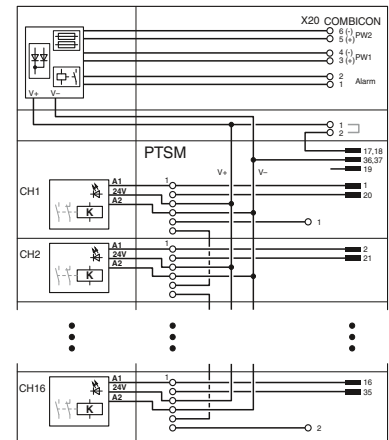 X20 COMBICON
6 (-)
5 (+) PW2
4 (-)
3 (+) PW1
2
1 Alarm
V+ V–
1
2
PTSM
17,18
36,37
19
V+ V–
CH1
A1
24V
A2
K
1
1
20
1
CH2
A1
24V
A2
K
1
2
21
CH16
A1
24V
A2
K
1
16
35
2